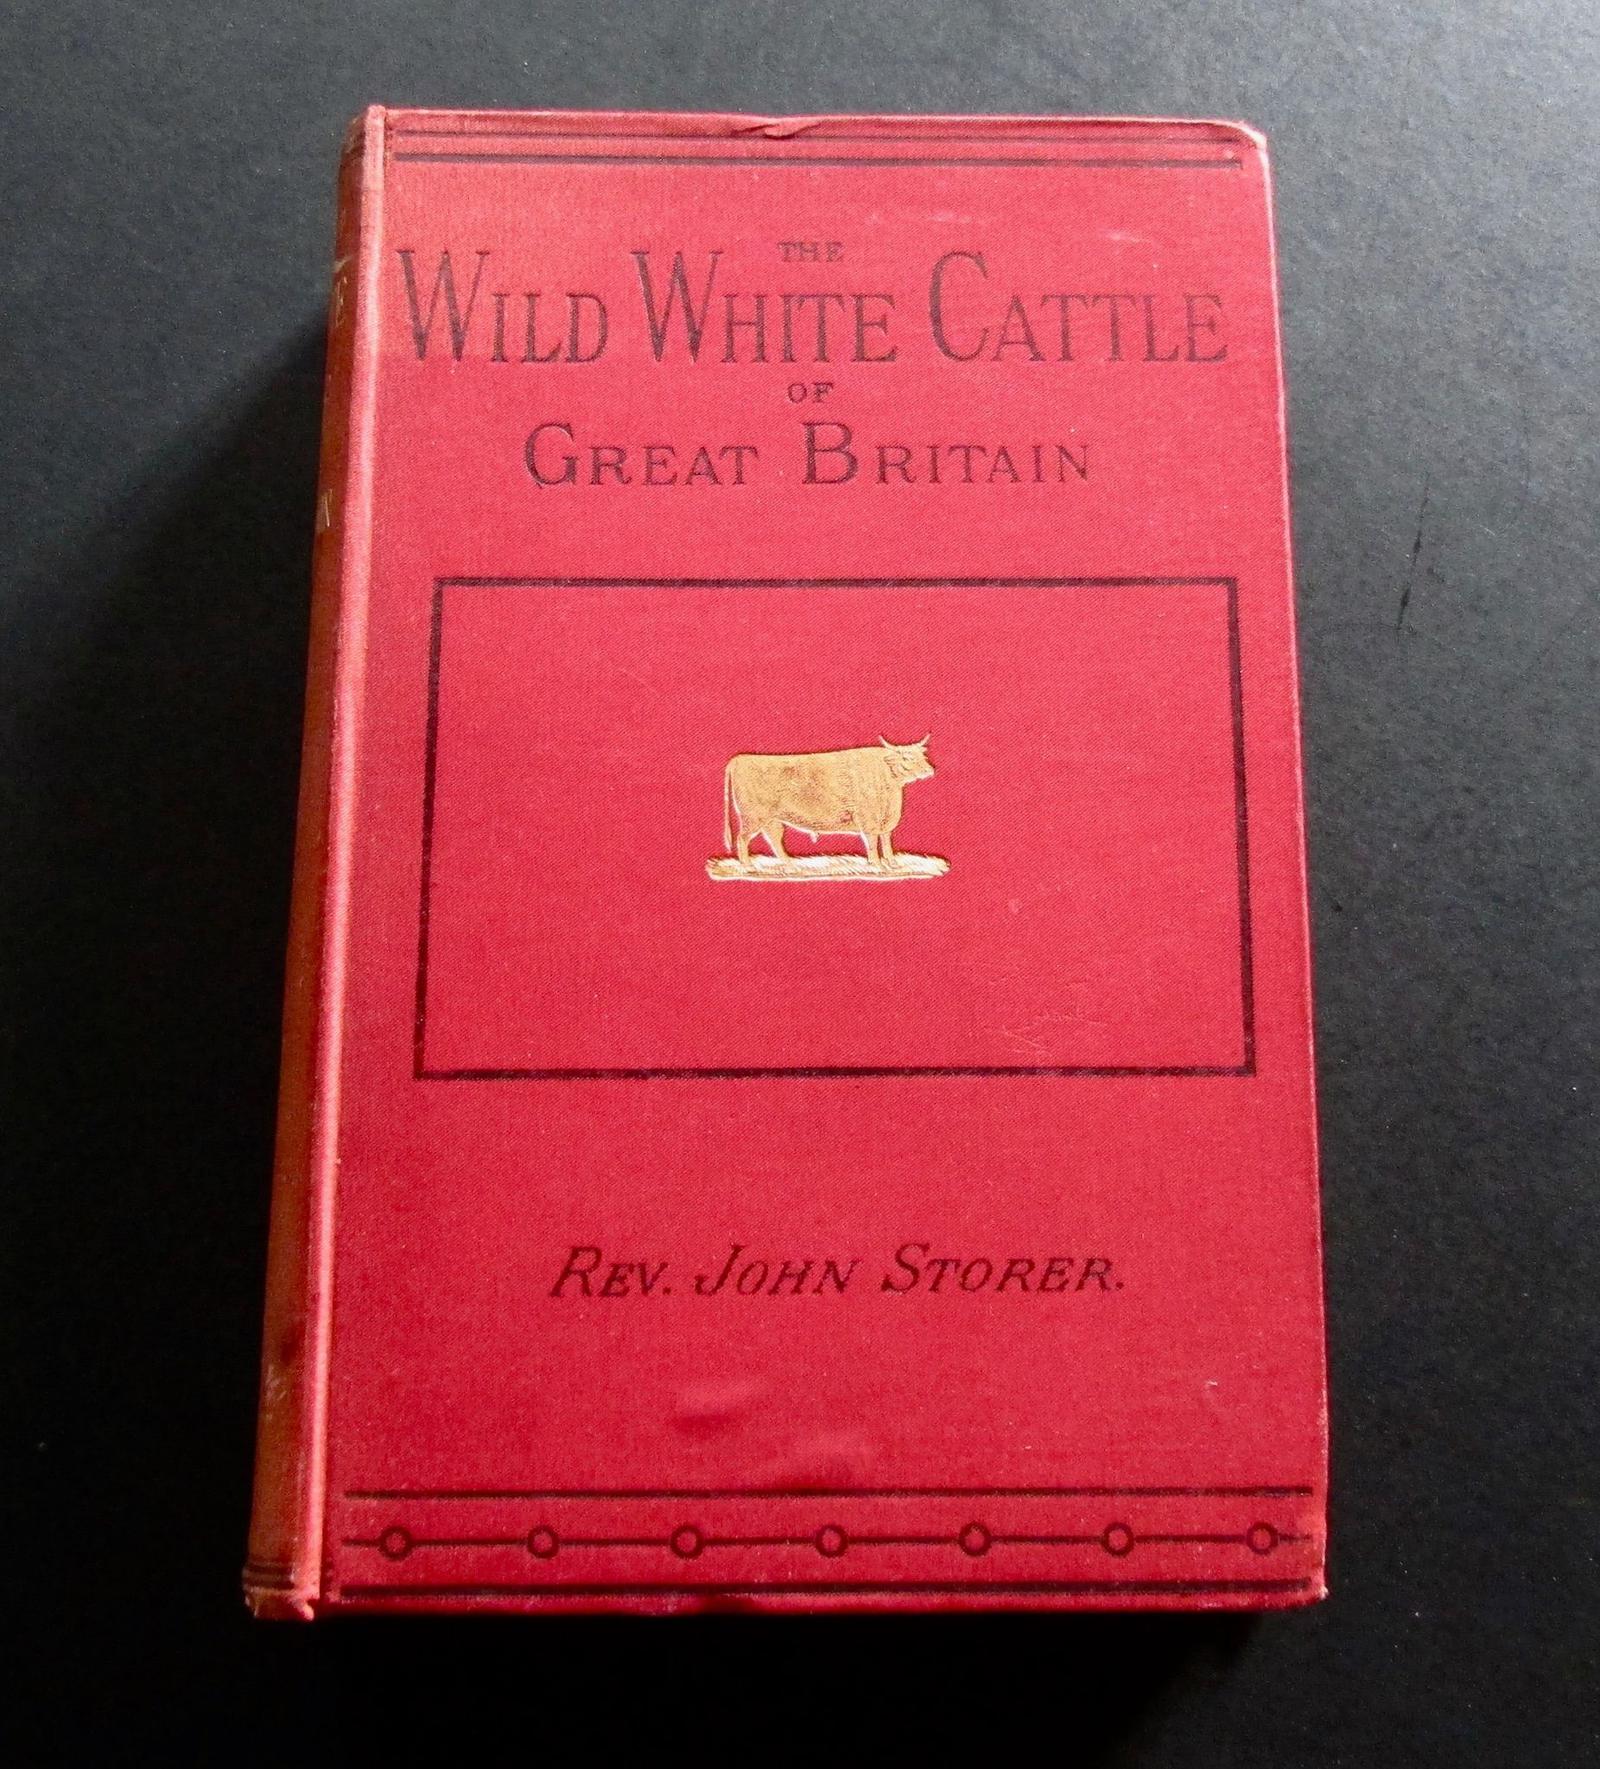 THE
WILD WHITE CATTLE
OF
GREAT BRITAIN
REV. JOHN STORER.